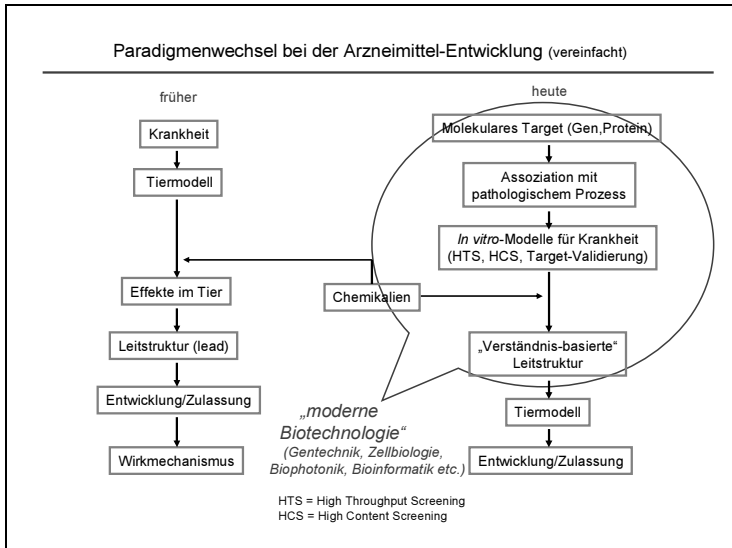 Paradigmenwechsel bei der Arzneimittel-Entwicklung (vereinfacht)
früher
Krankheit
Tiermodell
Effekte im Tier
Leitstruktur (lead)
Entwicklung/Zulassung
Wirkmechanismus
Chemikalien
heute
Molekulares Target (Gen,Protein)
Assoziation mit
pathologischem Prozess
In vitro-Modelle für Krankheit
(HTS, HCS, Target-Validierung)
„Verständnis-basierte“
Leitstruktur
Tiermodell
Entwicklung/Zulassung
„moderne
Biotechnologie“
(Gentechnik, Zellbiologie,
Biophotonik, Bioinformatik etc.)
HTS = High Throughput Screening
HCS = High Content Screening